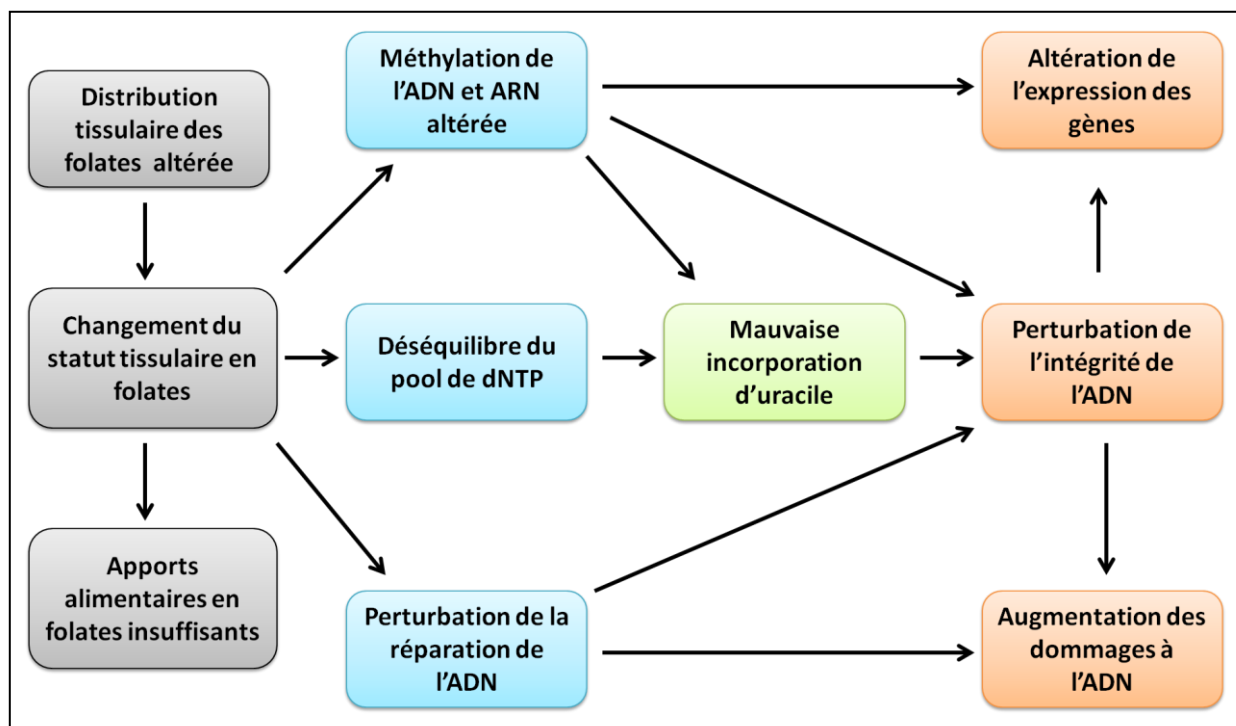 Distribution
tissulaire des
folates altérée
Changement du
statut tissulaire en
folates
Apports
alimentaires en
folates insuffisants
Méthylation de
l'ADN et ARN
altérée
Déséquilibre du
pool de dNTP
Perturbation de la
réparation de
l'ADN
Mauvaise
incorporation
d'uracile
Altération de
l'expression des
gènes
Perturbation de
l'intégrité de
l'ADN
Augmentation des
dommages à
l'ADN